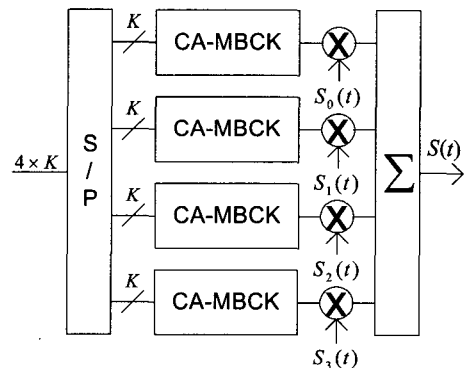 K
CA-MBCK
X
S₀(t)
K
CA-MBCK
X
S₁(t)
4 × K
S / P
Σ
S(t)
K
CA-MBCK
X
S₂(t)
K
CA-MBCK
X
S₃(t)